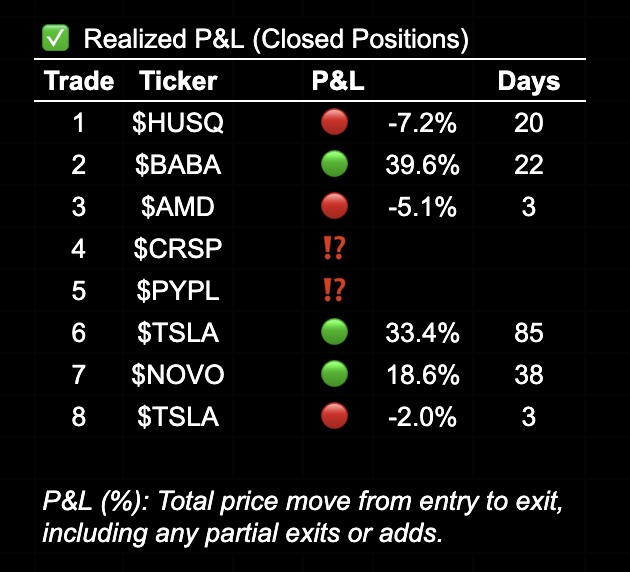 ✅ Realized P&L (Closed Positions)
Trade Ticker P&L Days
1 $HUSQ 🔴 -7.2% 20
2 $BABA 🟢 39.6% 22
3 $AMD 🔴 -5.1% 3
4 $CRSP ⁉️
5 $PYPL ⁉️
6 $TSLA 🟢 33.4% 85
7 $NOVO 🟢 18.6% 38
8 $TSLA 🔴 -2.0% 3
P&L (%): Total price move from entry to exit,
including any partial exits or adds.